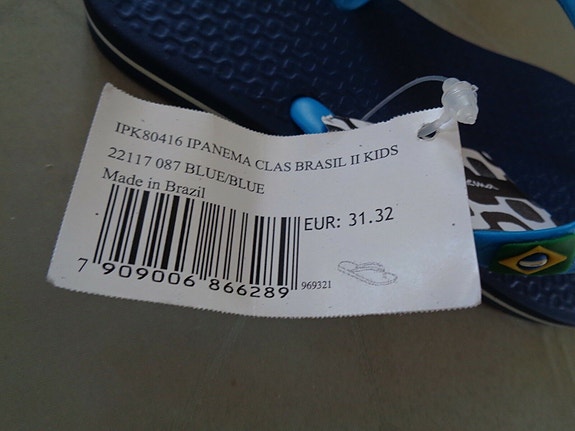 IPK80416 IPANEMA CLAS BRASIL II KIDS
22117 087 BLUE/BLUE
Made in Brazil
EUR: 31.32
7 909006 866289
969321